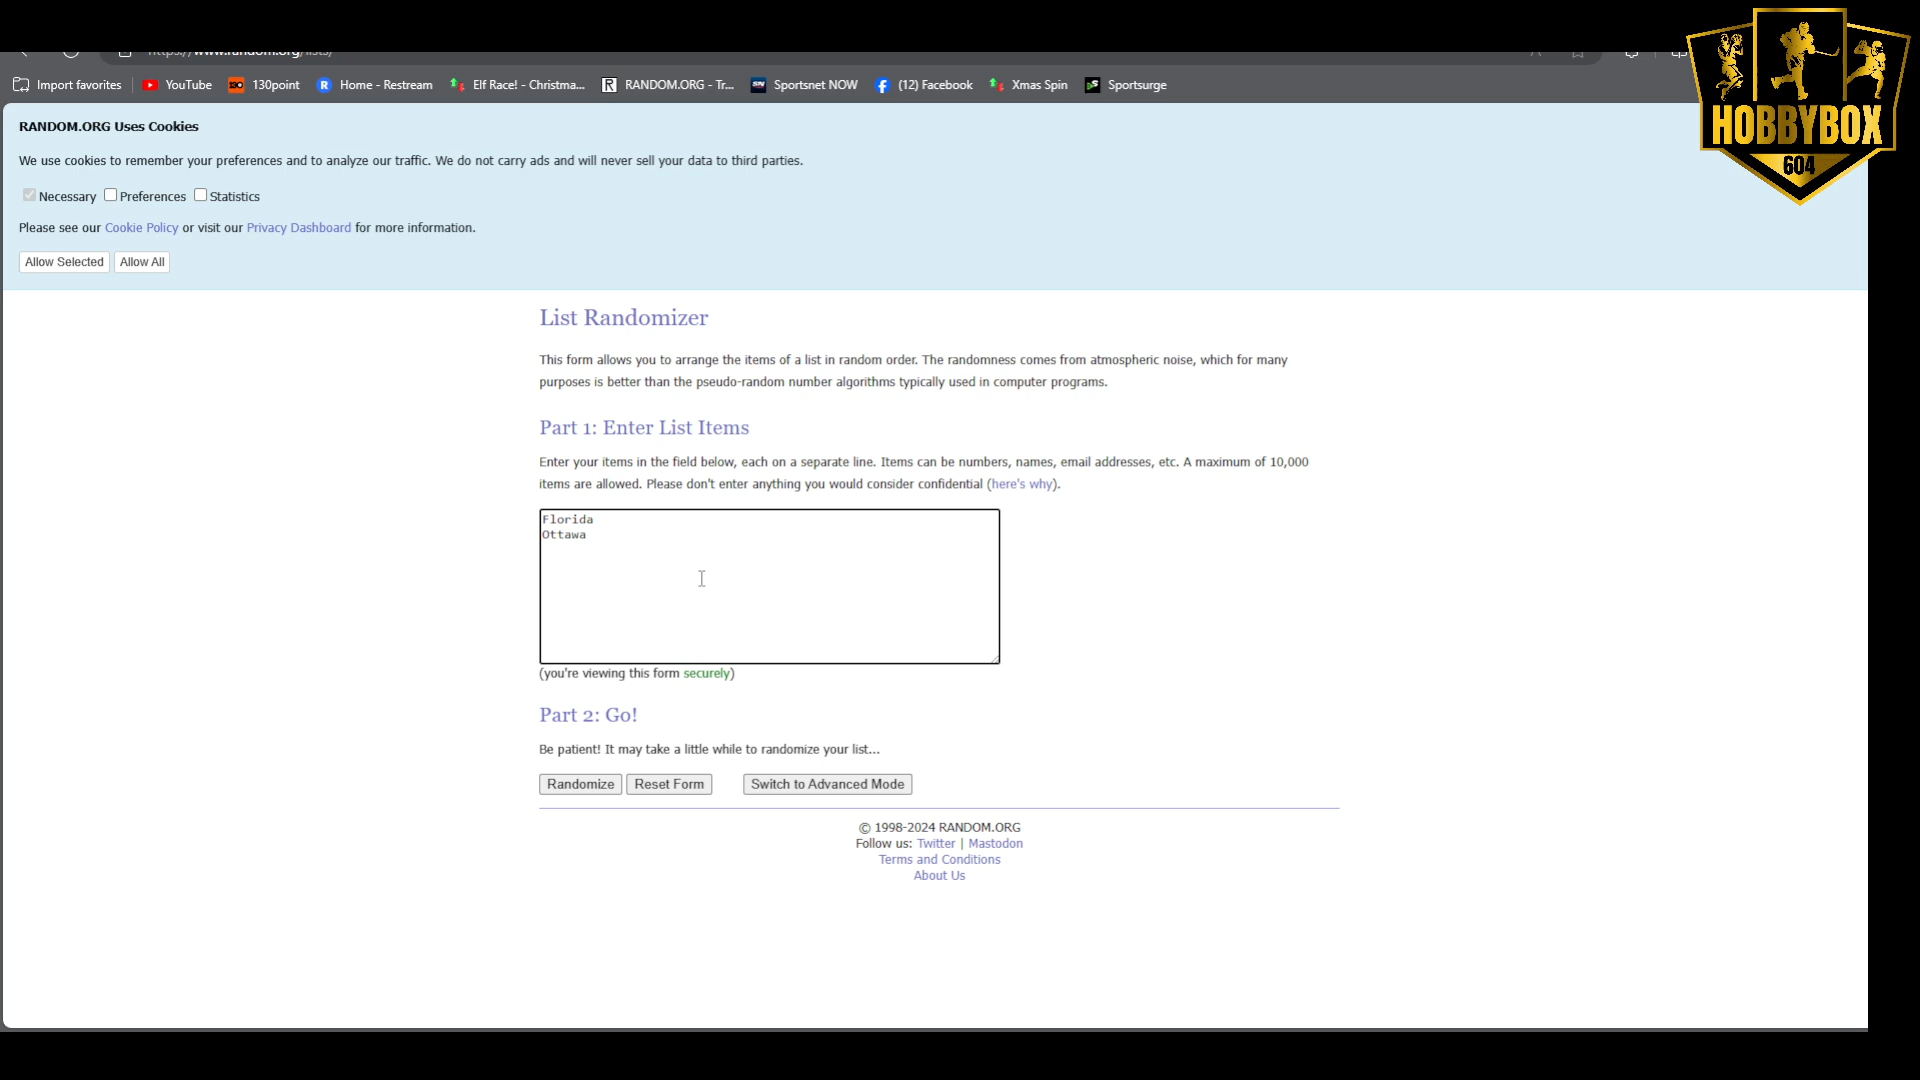 https://www.random.org/lists/
Import favorites YouTube 130point Home - Restream Elf Race! - Christma... RANDOM.ORG - Tr... Sportsnet NOW (12) Facebook Xmas Spin Sportsurge
HOBBYBOX
604
RANDOM.ORG Uses Cookies
We use cookies to remember your preferences and to analyze our traffic. We do not carry ads and will never sell your data to third parties.
Necessary Preferences Statistics
Please see our Cookie Policy or visit our Privacy Dashboard for more information.
Allow Selected Allow All
List Randomizer
This form allows you to arrange the items of a list in random order. The randomness comes from atmospheric noise, which for many
purposes is better than the pseudo-random number algorithms typically used in computer programs.
Part 1: Enter List Items
Enter your items in the field below, each on a separate line. Items can be numbers, names, email addresses, etc. A maximum of 10,000
items are allowed. Please don't enter anything you would consider confidential (here's why).
Florida
Ottawa
(you're viewing this form securely)
Part 2: Go!
Be patient! It may take a little while to randomize your list...
Randomize Reset Form Switch to Advanced Mode
© 1998-2024 RANDOM.ORG
Follow us: Twitter | Mastodon
Terms and Conditions
About Us